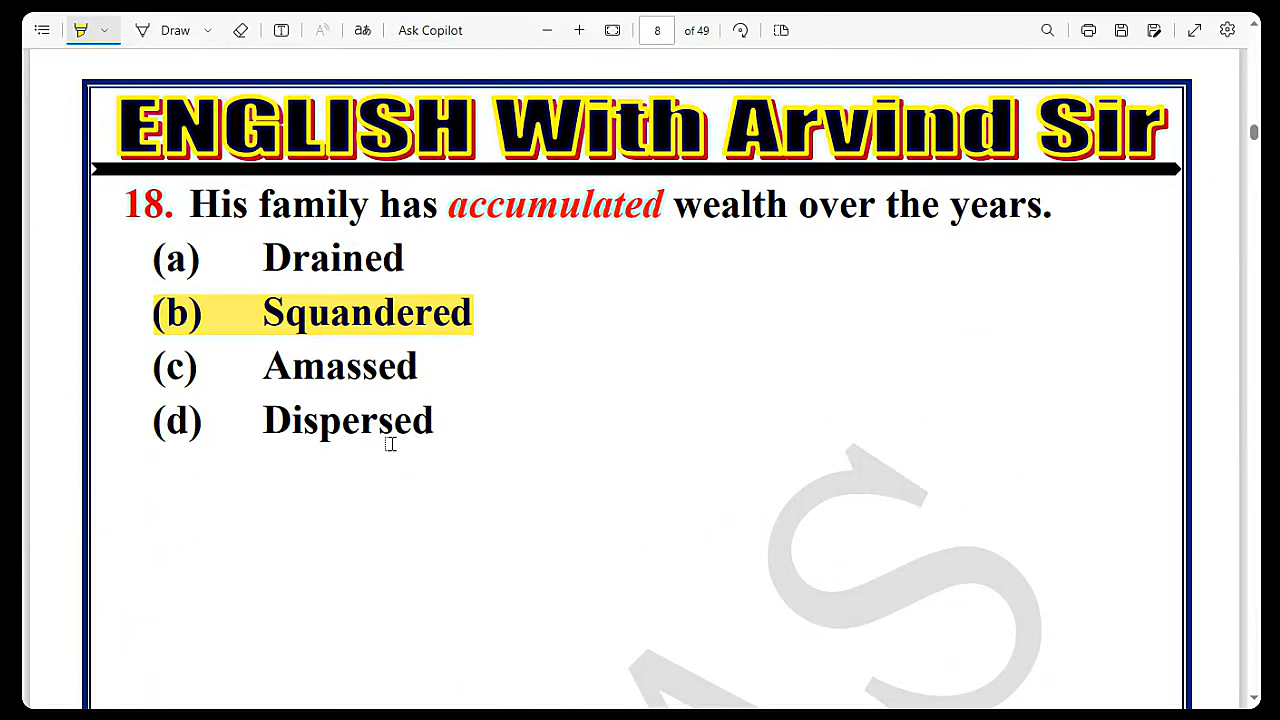 Draw
Ask Copilot
8 of 49
ENGLISH With Arvind Sir
18. His family has accumulated wealth over the years.
(a) Drained
(b) Squandered
(c) Amassed
(d) Dispersed